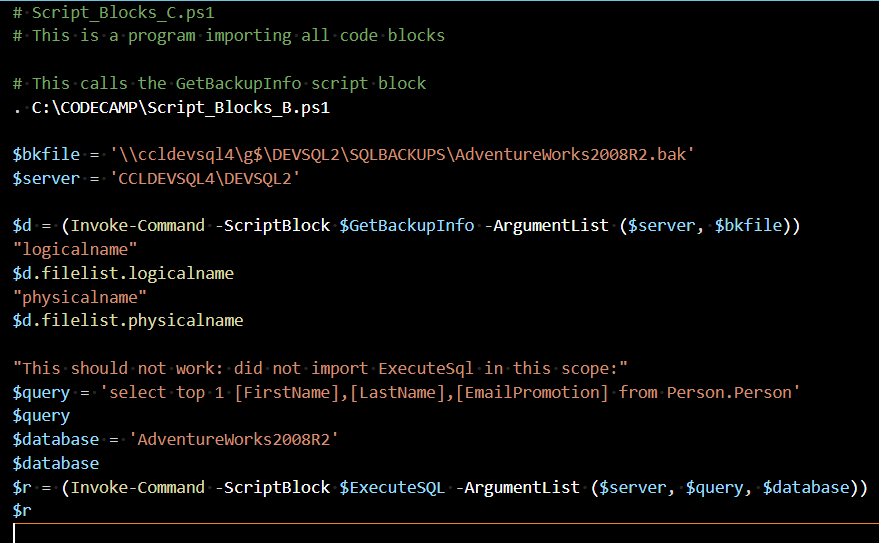 # Script_Blocks_C.ps1
# This is a program importing all code blocks
# This calls the GetBackupInfo script block
. C:\CODECAMP\Script_Blocks_B.ps1
$bkfile = '\\ccldevsql4\g$\DEVSQL2\SQLBACKUPS\AdventureWorks2008R2.bak'
$server = 'CCLDEVSQL4\DEVSQL2'
$d = (Invoke-Command -ScriptBlock $GetBackupInfo -ArgumentList ($server, $bkfile))
"logicalname"
$d.filelist.logicalname
"physicalname"
$d.filelist.physicalname
"This should not work: did not import ExecuteSql in this scope:"
$query = 'select top 1 [FirstName],[LastName],[EmailPromotion] from Person.Person'
$query
$database = 'AdventureWorks2008R2'
$database
$r = (Invoke-Command -ScriptBlock $ExecuteSQL -ArgumentList ($server, $query, $database))
$r